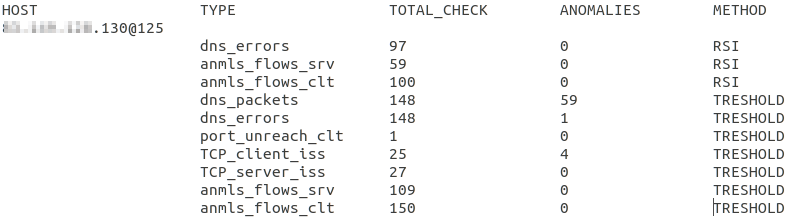 HOST TYPE TOTAL_CHECK ANOMALIES METHOD
.130@125
dns_errors 97 0 RSI
anmls_flows_srv 59 0 RSI
anmls_flows_clt 100 0 RSI
dns_packets 148 59 TRESHOLD
dns_errors 148 1 TRESHOLD
port_unreach_clt 1 0 TRESHOLD
TCP_client_iss 25 4 TRESHOLD
TCP_server_iss 27 0 TRESHOLD
anmls_flows_srv 109 0 TRESHOLD
anmls_flows_clt 150 0 TRESHOLD